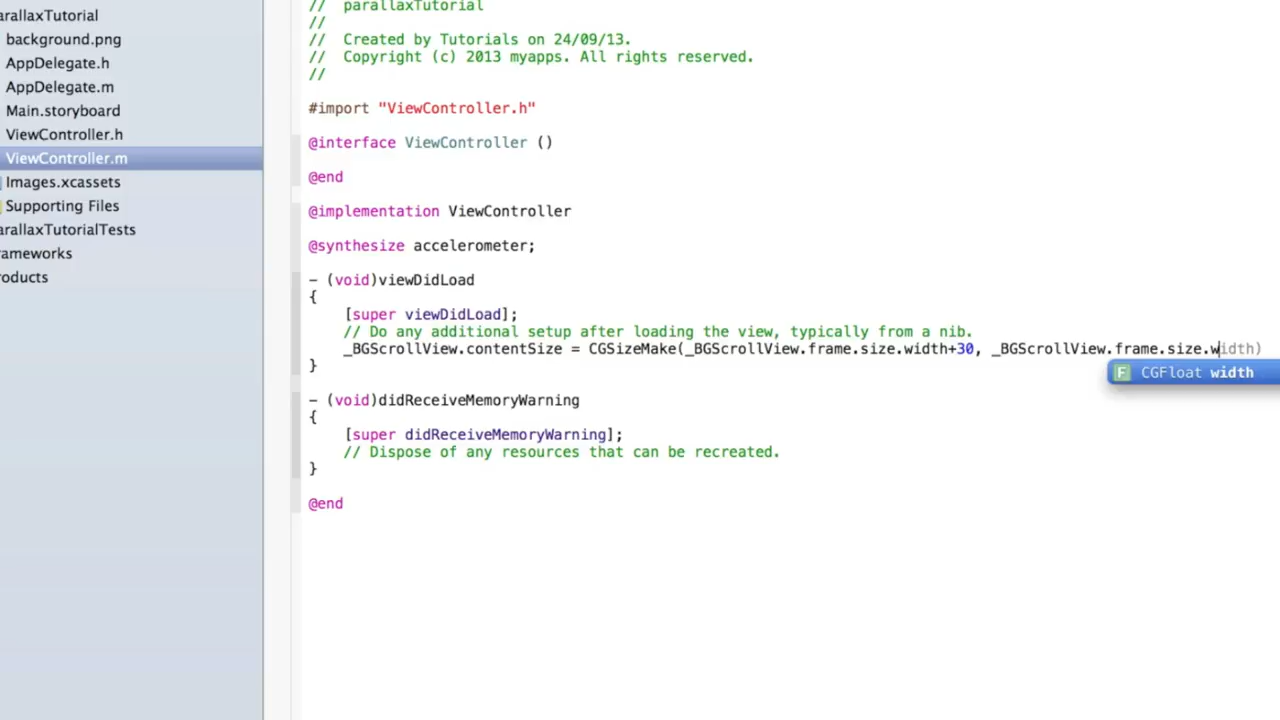 arallaxTutorial
background.png
AppDelegate.h
AppDelegate.m
Main.storyboard
ViewController.h
ViewController.m
Images.xcassets
Supporting Files
arallaxTutorialTests
rameworks
roducts
// parallaxTutorial
//
// Created by Tutorials on 24/09/13.
// Copyright (c) 2013 myapps. All rights reserved.
//
#import "ViewController.h"
@interface ViewController ()
@end
@implementation ViewController
@synthesize accelerometer;
- (void)viewDidLoad
{
[super viewDidLoad];
// Do any additional setup after loading the view, typically from a nib.
_BGScrollView.contentSize = CGSizeMake(_BGScrollView.frame.size.width+30, _BGScrollView.frame.size.width)
F CGFloat width
}
- (void)didReceiveMemoryWarning
{
[super didReceiveMemoryWarning];
// Dispose of any resources that can be recreated.
}
@end